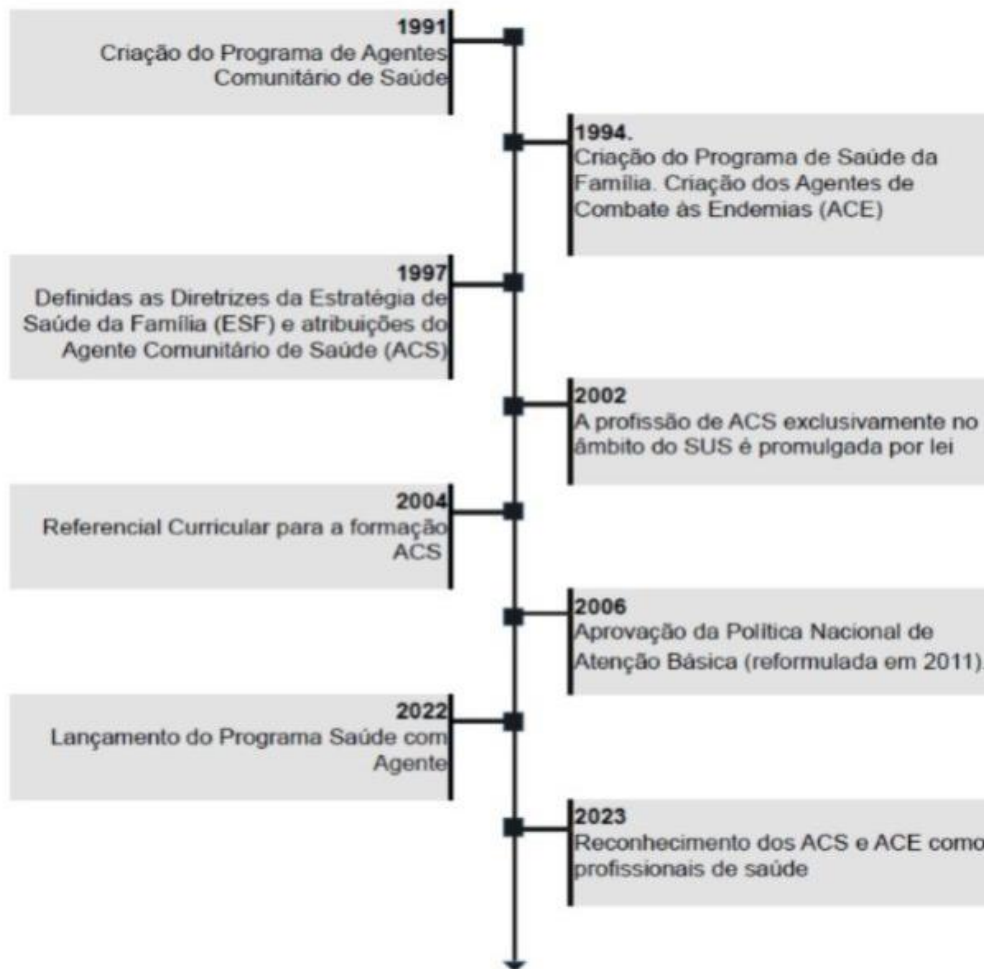 1991
Criação do Programa de Agentes
Comunitário de Saúde
1994.
Criação do Programa de Saúde da
Família. Criação dos Agentes de
Combate às Endemias (ACE)
1997
Definidas as Diretrizes da Estratégia de
Saúde da Família (ESF) e atribuições do
Agente Comunitário de Saúde (ACS)
2002
A profissão de ACS exclusivamente no
âmbito do SUS é promulgada por lei
2004
Referencial Curricular para a formação
ACS
2006
Aprovação da Política Nacional de
Atenção Básica (reformulada em 2011).
2022
Lançamento do Programa Saúde com
Agente
2023
Reconhecimento dos ACS e ACE como
profissionais de saúde